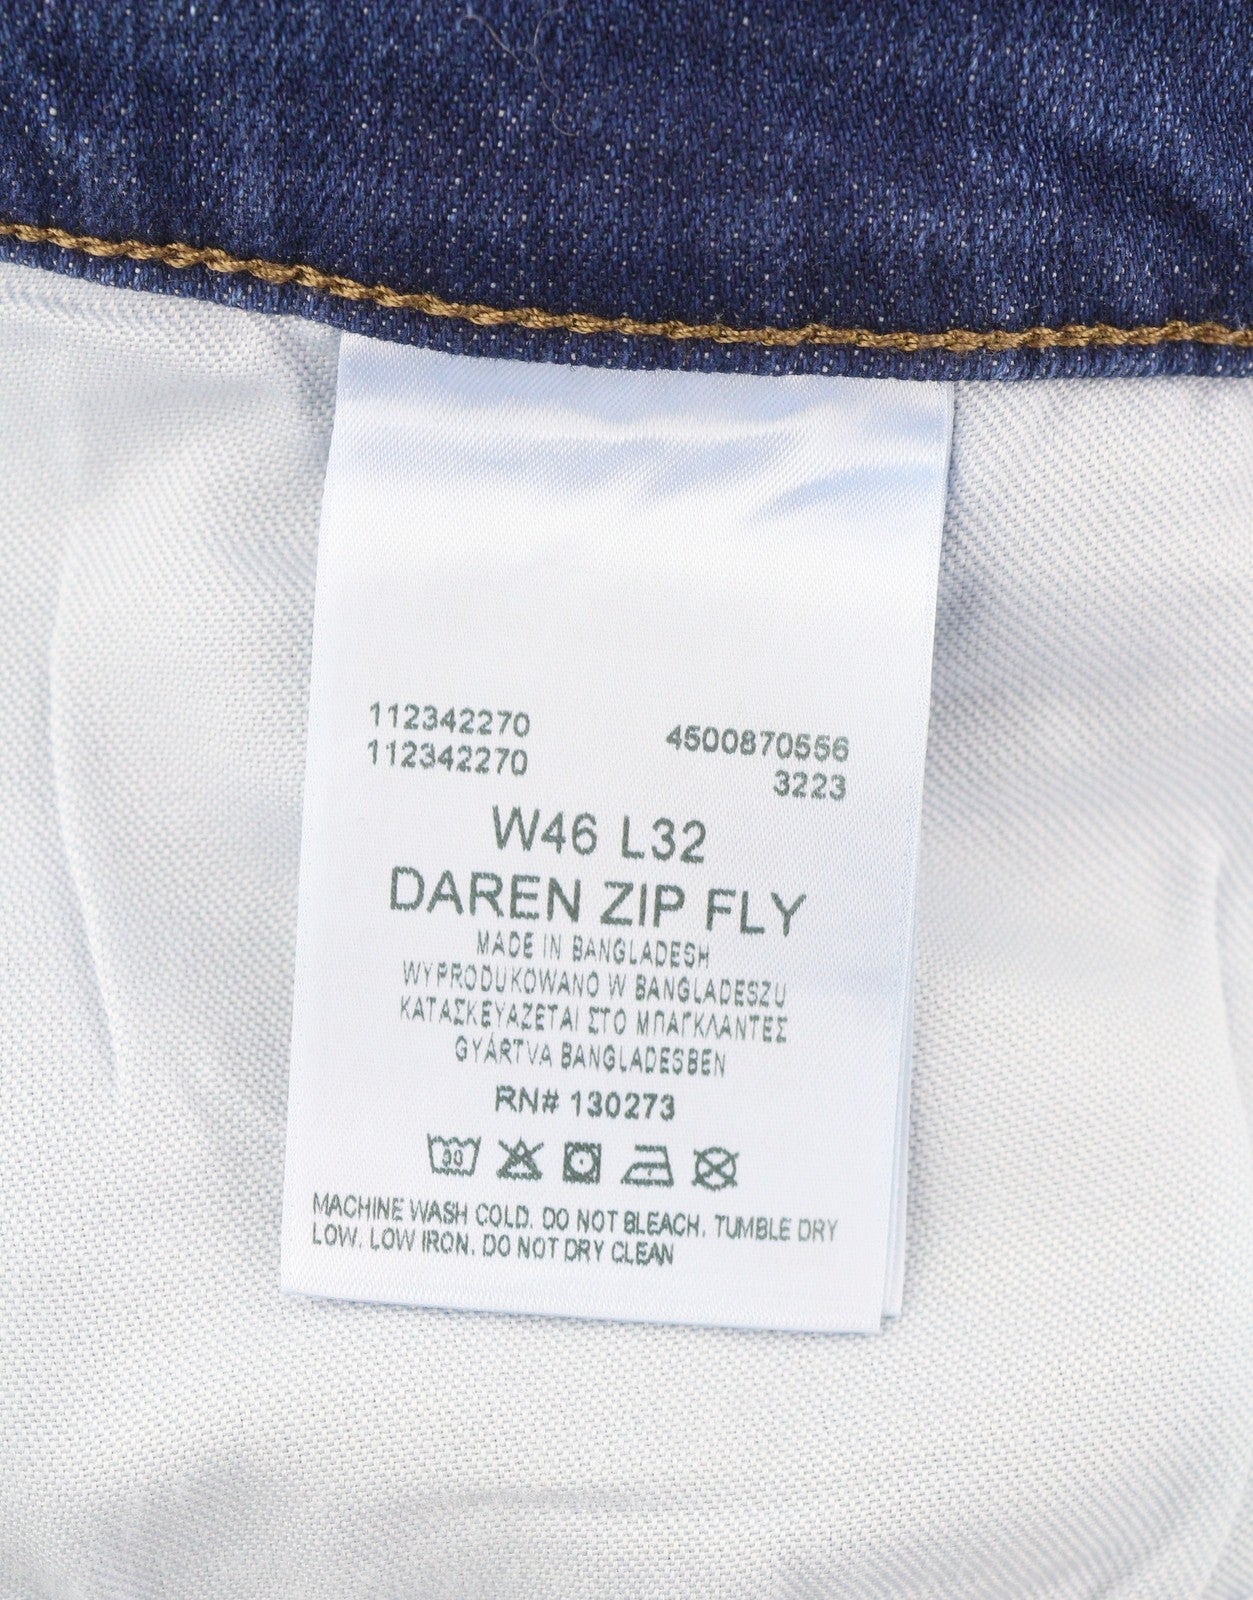 112342270 4500870556
112342270 3223
W46 L32
DAREN ZIP FLY
MADE IN BANGLADESH
WYPRODUKOWANO W BANGLADESZU
ΚΑΤΑΣΚΕΥΑΖΕΤΑΙ ΣΤΟ ΜΠΑΓΚΛΑΝΤΕΣ
GYÁRTVA BANGLADESBEN
RN# 130273
30
MACHINE WASH COLD. DO NOT BLEACH. TUMBLE DRY
LOW. LOW IRON. DO NOT DRY CLEAN